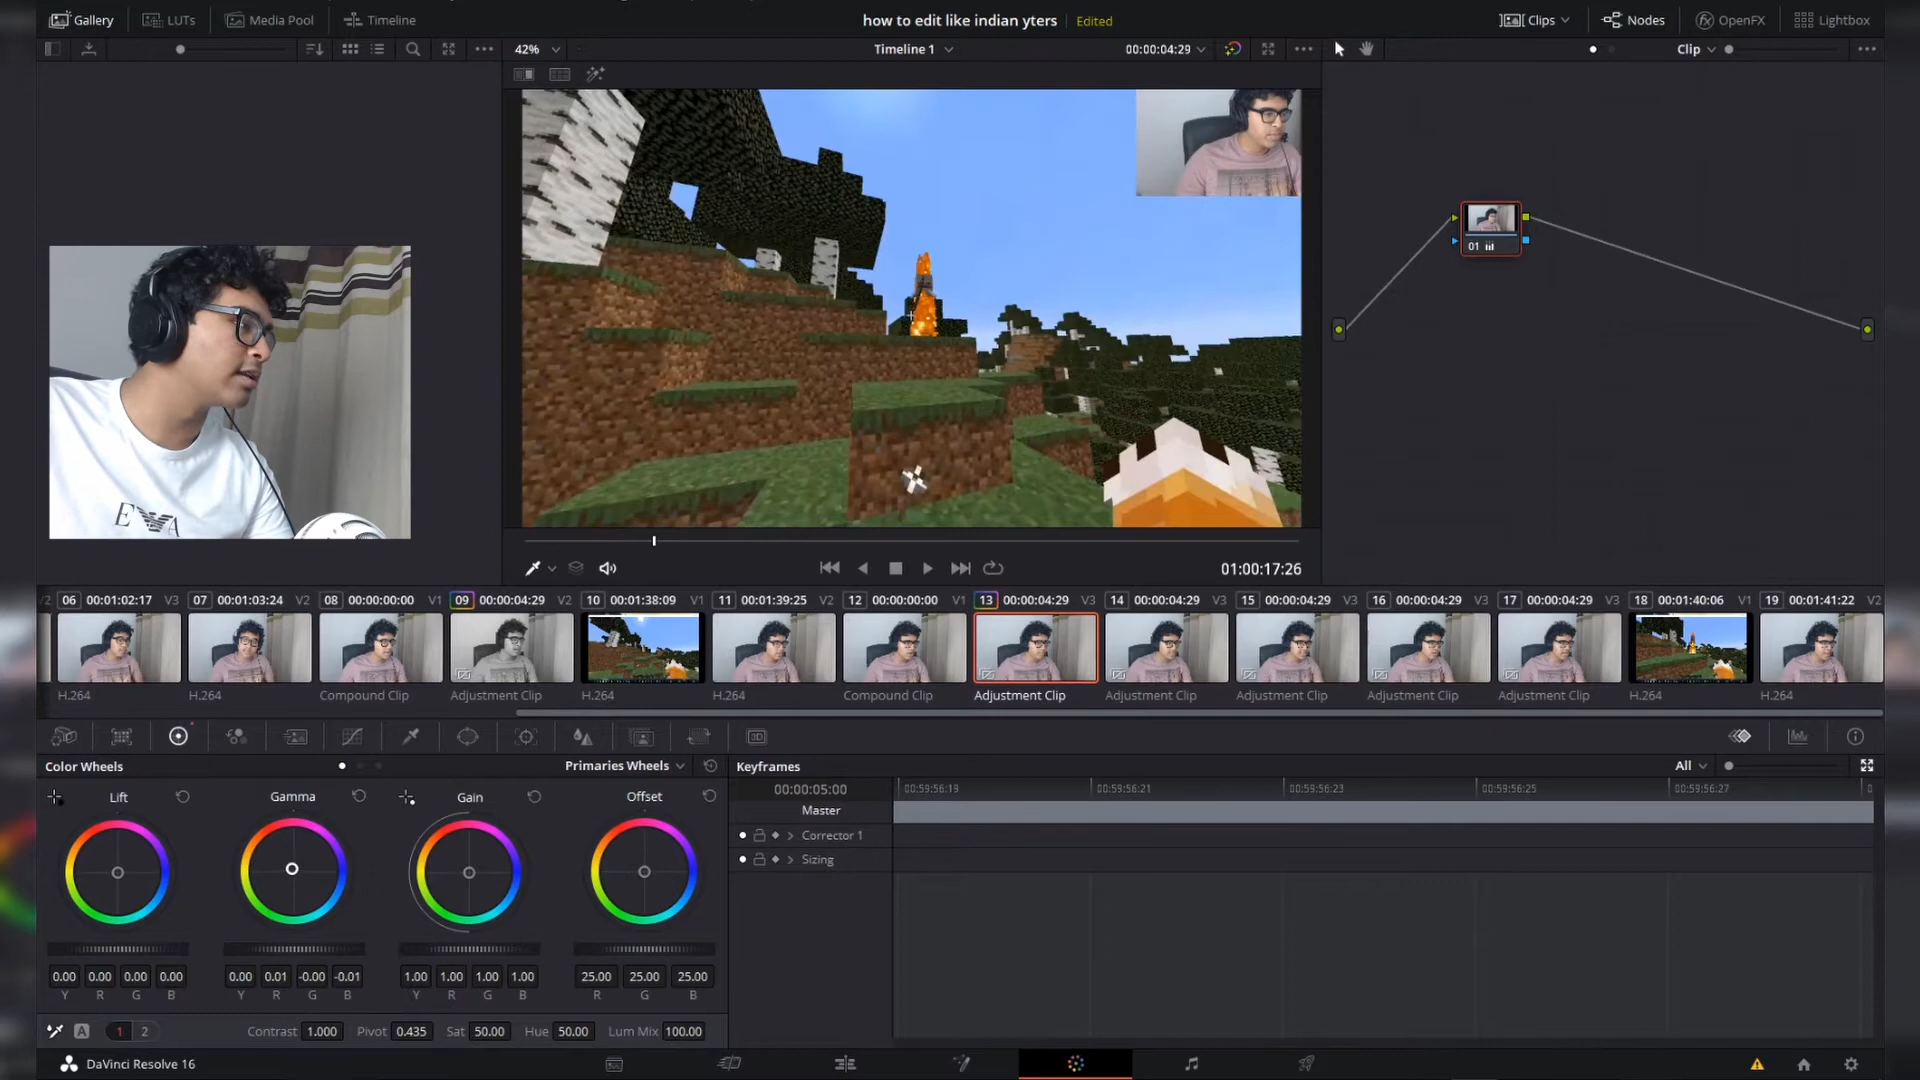 Gallery LUTs Media Pool Timeline how to edit like indian yters Edited Clips Nodes OpenFX Lightbox
42% Timeline 1 00:00:04:29 Clip
01
01:00:17:26
V2 06 00:01:02:17 V3 07 00:01:03:24 V2 08 00:00:00:00 V1 09 00:00:04:29 V2 10 00:01:38:09 V1 11 00:01:39:25 V2 12 00:00:00:00 V1 13 00:00:04:29 V3 14 00:00:04:29 V3 15 00:00:04:29 V3 16 00:00:04:29 V3 17 00:00:04:29 V3 18 00:01:40:06 V1 19 00:01:41:22 V2
H.264 H.264 Compound Clip Adjustment Clip H.264 H.264 Compound Clip Adjustment Clip Adjustment Clip Adjustment Clip Adjustment Clip Adjustment Clip H.264 H.264
3D
Color Wheels Primaries Wheels Keyframes All
Lift Gamma Gain Offset 00:00:05:00 00:59:56:19 00:59:56:21 00:59:56:23 00:59:56:25 00:59:56:27
Master
Corrector 1
Sizing
0.00 0.00 0.00 0.00 0.00 0.01 -0.00 -0.01 1.00 1.00 1.00 1.00 25.00 25.00 25.00
Y R G B Y R G B Y R G B R G B
A 1 2 Contrast 1.000 Pivot 0.435 Sat 50.00 Hue 50.00 Lum Mix 100.00
DaVinci Resolve 16